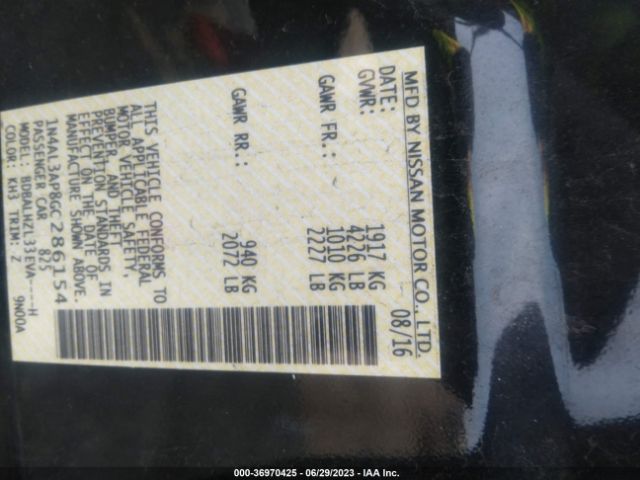 MFD BY NISSAN MOTOR CO., LTD.
DATE: 08/16
GVWR: 1917 KG
4226 LB
GAWR FR.: 1010 KG
2227 LB
GAWR RR.: 940 KG
2072 LB
THIS VEHICLE CONFORMS TO
ALL APPLICABLE FEDERAL
MOTOR VEHICLE SAFETY,
BUMPER, AND THEFT
PREVENTION STANDARDS IN
EFFECT ON THE DATE OF
MANUFACTURE SHOWN ABOVE.
1N4AL3AP8GC286154
PASSENGER CAR 825
MODEL: BDBALHZL33EVA----H
COLOR: KH TRIM: Z 9N00A
000-36970425 - 06/29/2023 - IAA Inc.